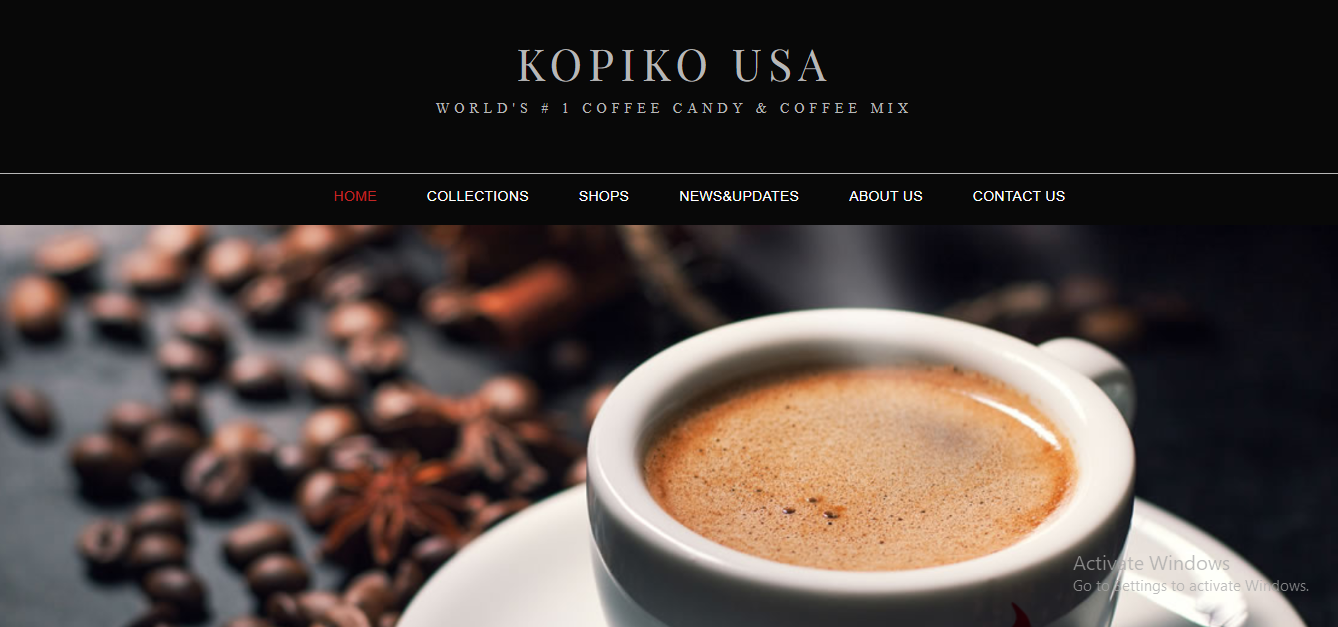 KOPIKO USA
WORLD'S # 1 COFFEE CANDY & COFFEE MIX
HOME COLLECTIONS SHOPS NEWS&UPDATES ABOUT US CONTACT US
Activate Windows
Go to Settings to activate Windows.